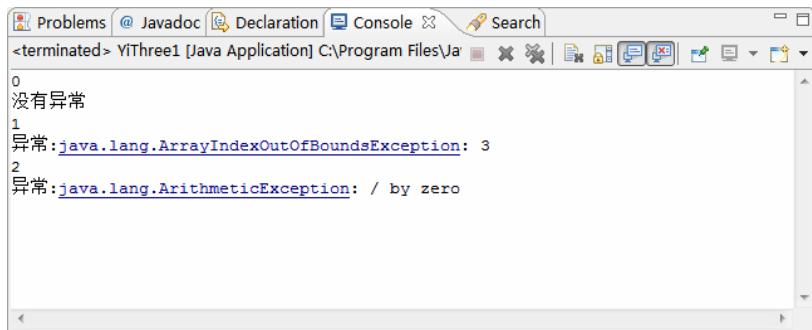 Problems @ Javadoc Declaration Console Search
<terminated> YiThree1 [Java Application] C:\Program Files\Ja
0
没有异常
1
异常:java.lang.ArrayIndexOutOfBoundsException: 3
2
异常:java.lang.ArithmeticException: / by zero